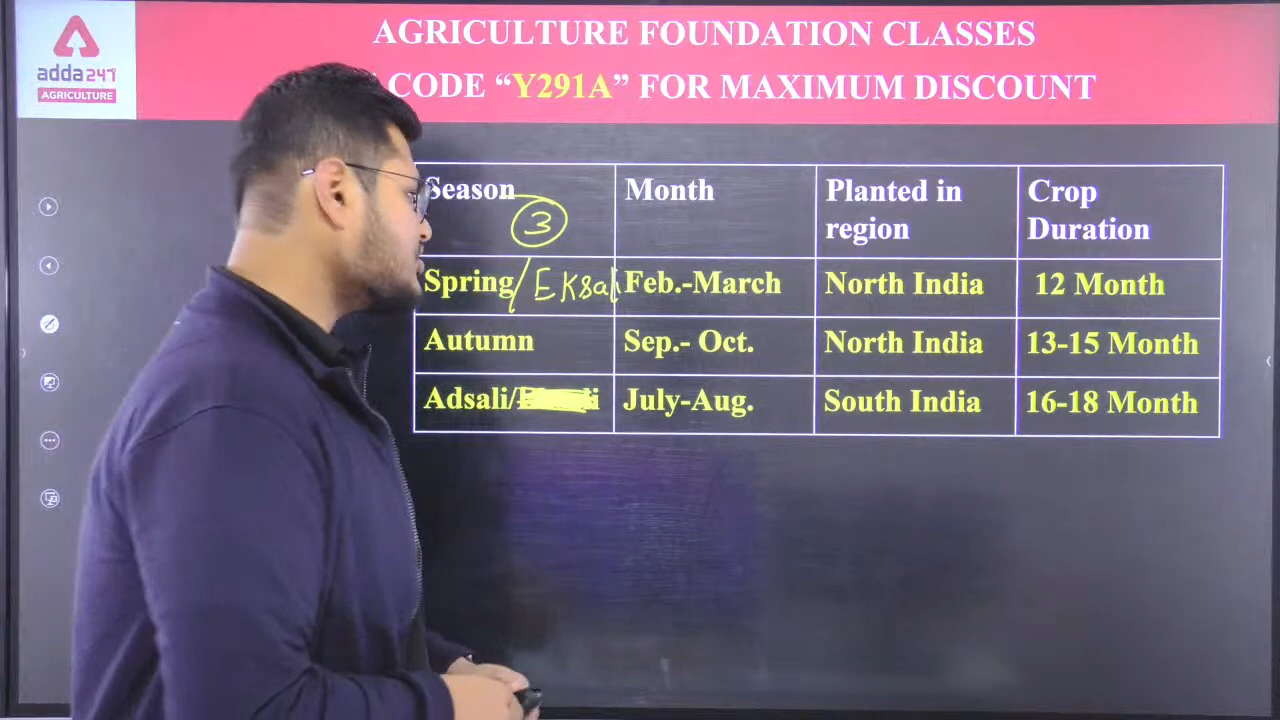 AGRICULTURE FOUNDATION CLASSES
CODE “Y291A” FOR MAXIMUM DISCOUNT
adda247
AGRICULTURE
Season
3
Month
Planted in
region
Crop
Duration
Spring/Eksali
Feb.-March
North India
12 Month
Autumn
Sep.- Oct.
North India
13-15 Month
Adsali/
July-Aug.
South India
16-18 Month